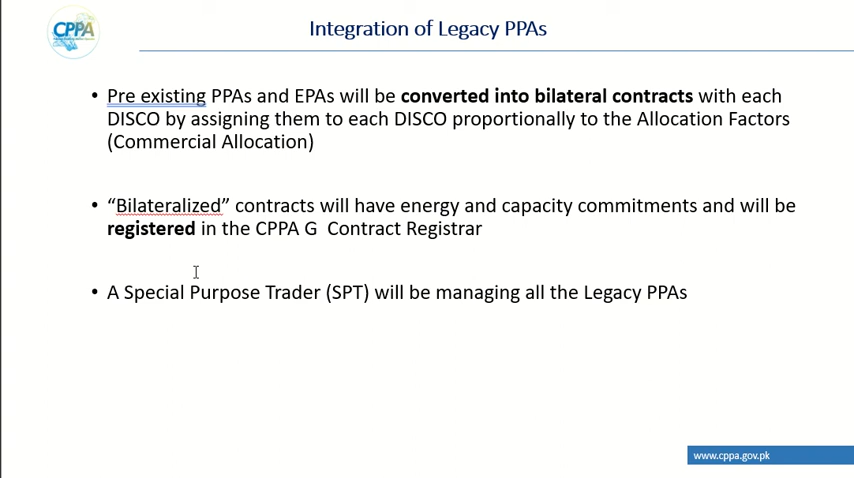 CPPA
Integration of Legacy PPAs
• Pre existing PPAs and EPAs will be converted into bilateral contracts with each
DISCO by assigning them to each DISCO proportionally to the Allocation Factors
(Commercial Allocation)
• “Bilateralized” contracts will have energy and capacity commitments and will be
registered in the CPPA G Contract Registrar
• A Special Purpose Trader (SPT) will be managing all the Legacy PPAs
www.cppa.gov.pk